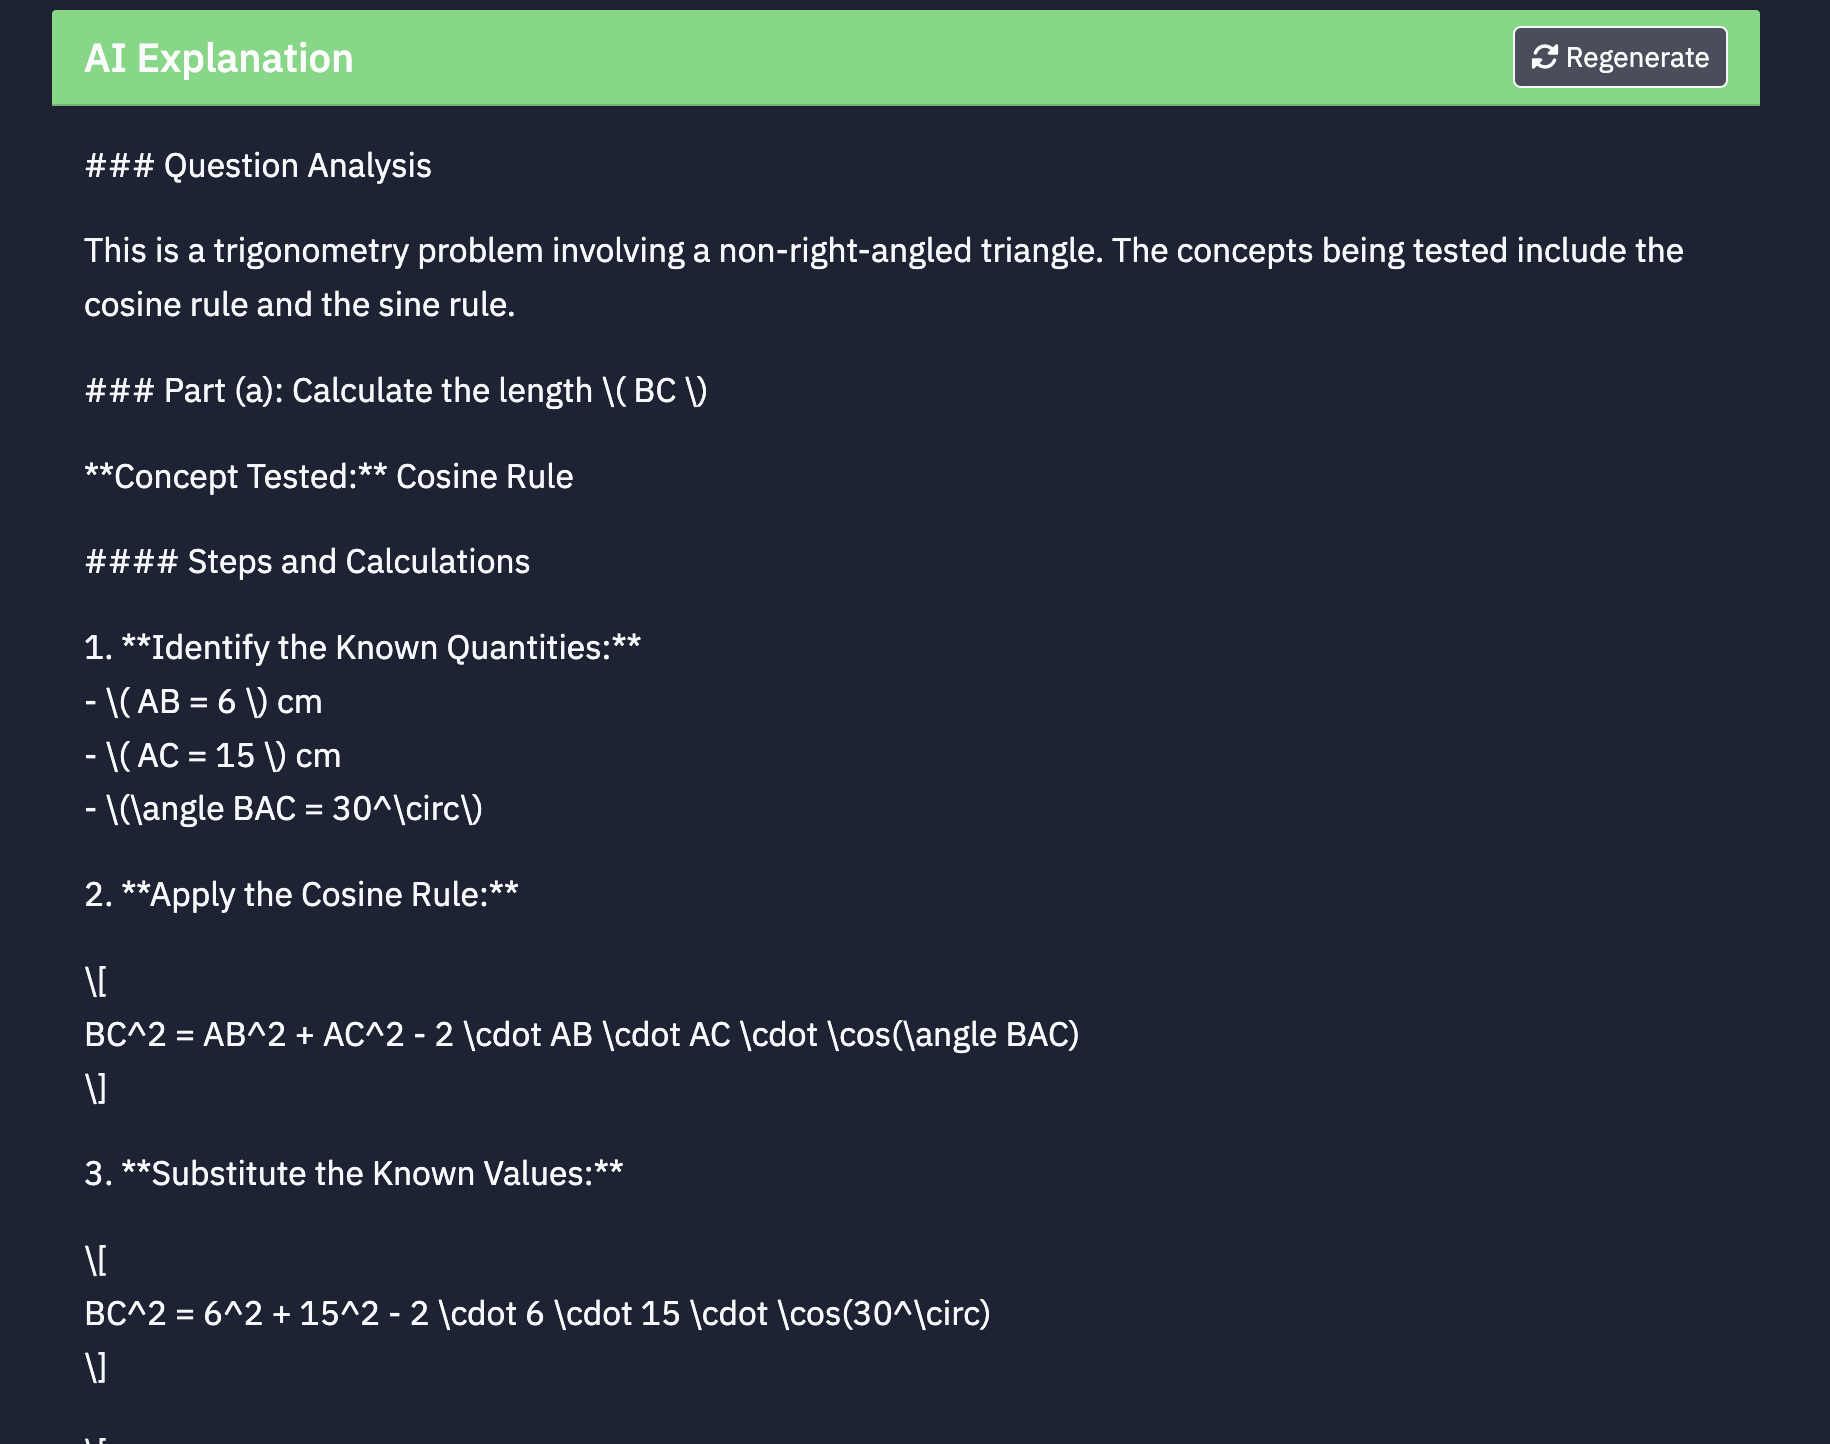 AI Explanation
Regenerate
### Question Analysis
This is a trigonometry problem involving a non-right-angled triangle. The concepts being tested include the
cosine rule and the sine rule.
### Part (a): Calculate the length \( BC \)
**Concept Tested:** Cosine Rule
#### Steps and Calculations
1. **Identify the Known Quantities:**
- \( AB = 6 \) cm
- \( AC = 15 \) cm
- \(\angle BAC = 30^\circ\)
2. **Apply the Cosine Rule:**
\[
BC^2 = AB^2 + AC^2 - 2 \cdot AB \cdot AC \cdot \cos(\angle BAC)
\]
3. **Substitute the Known Values:**
\[
BC^2 = 6^2 + 15^2 - 2 \cdot 6 \cdot 15 \cdot \cos(30^\circ)
\]